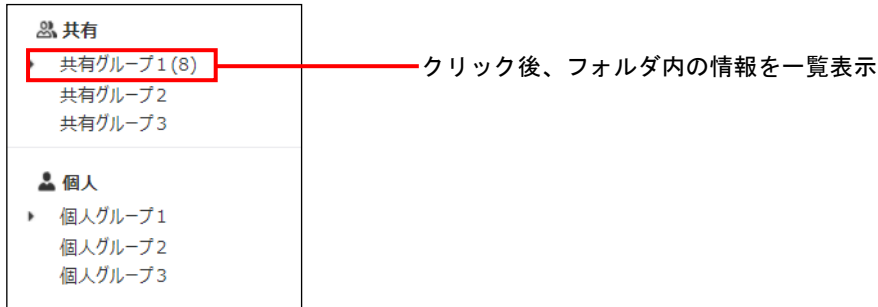 共有
共有グループ1(8)
クリック後、フォルダ内の情報を一覧表示
共有グループ2
共有グループ3
個人
個人グループ1
個人グループ2
個人グループ3